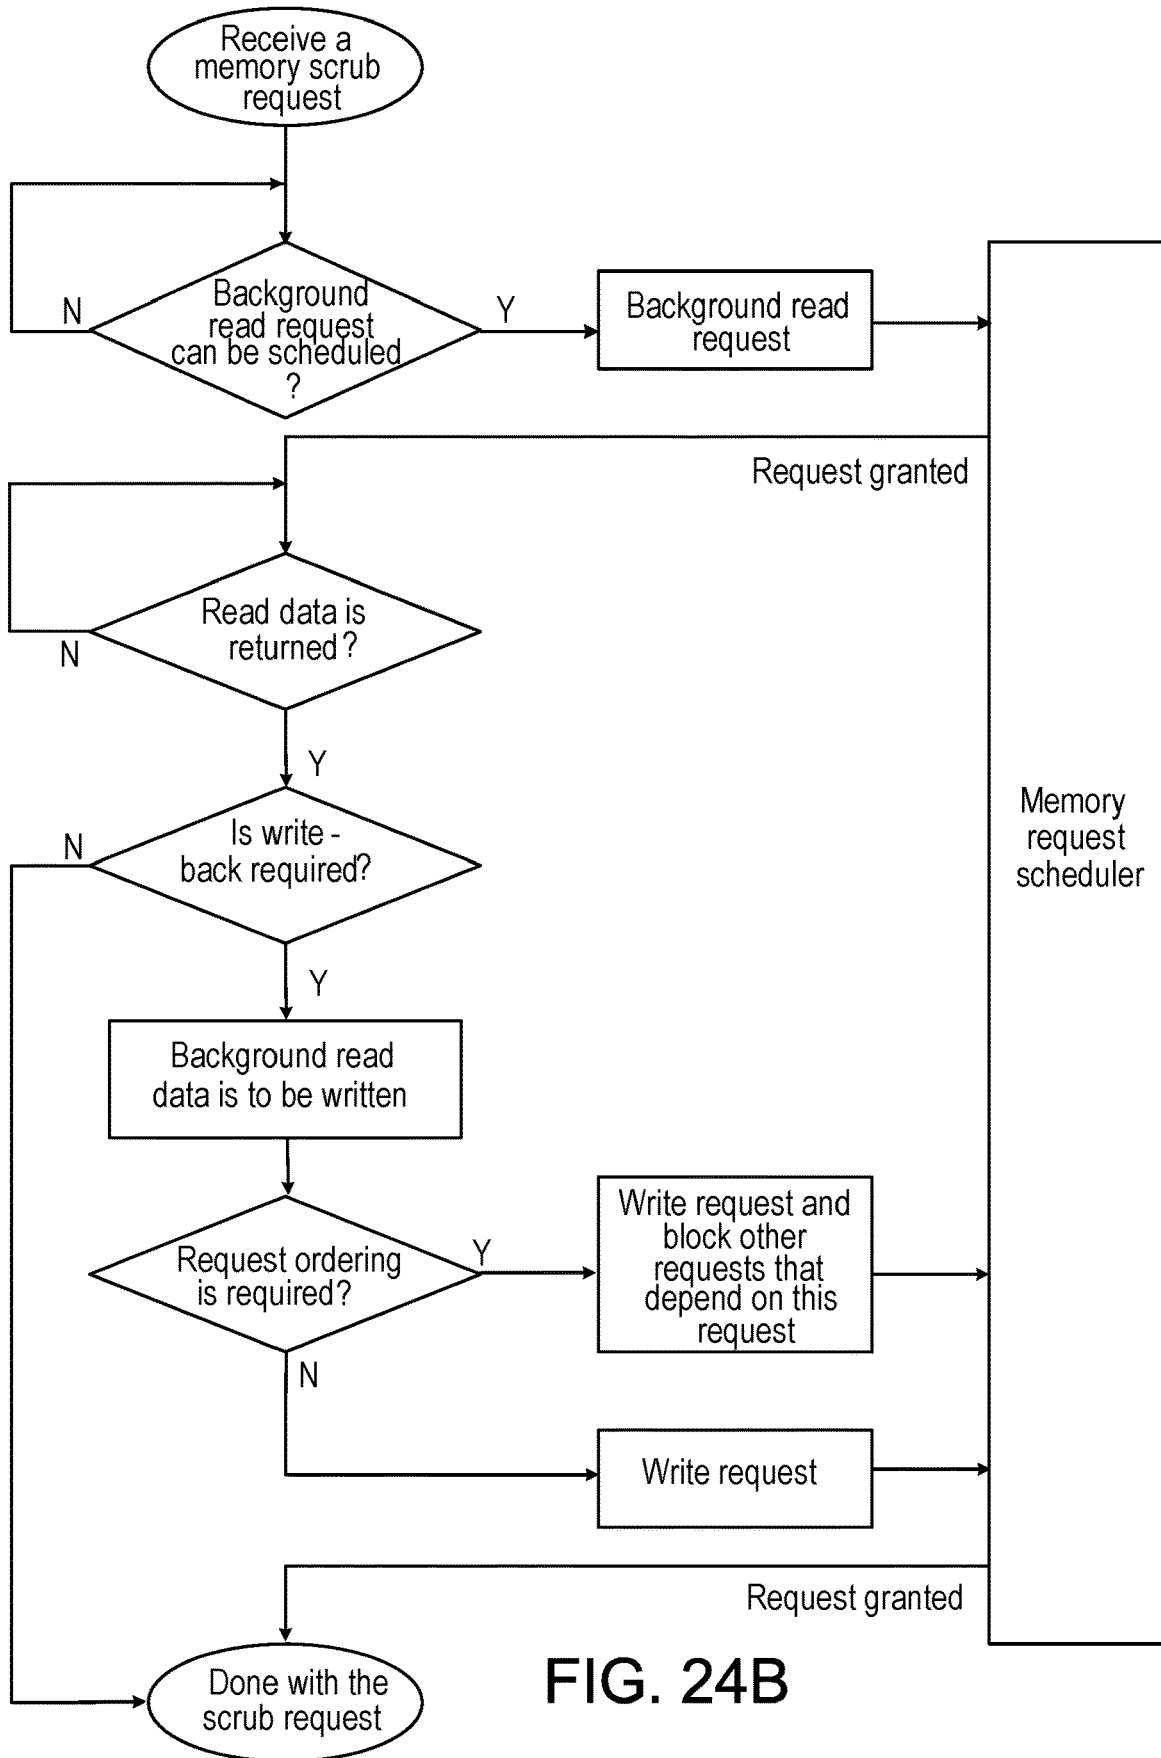 Receive a
memory scrub
request
Background
read request
can be scheduled
?
N
Y
Background read
request
Request granted
Read data is
returned?
N
Y
Is write -
back required?
N
Y
Memory
request
scheduler
Background read
data is to be written
Request ordering
is required?
Y
Write request and
block other
requests that
depend on this
request
N
Write request
Request granted
Done with the
scrub request
FIG. 24B